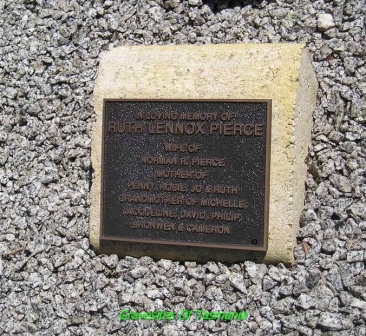 IN LOVING MEMORY OF
RUTH LENNOX PIERCE
WIFE OF
NORMAN R. PIERCE
MOTHER OF
PENNY, ROSIE, JO & RUTH
GRANDMOTHER OF MICHELLE,
JACQUELINE, DAVID, PHILIP,
BRONWEN & CAMERON
Gravesites Of Tasmania